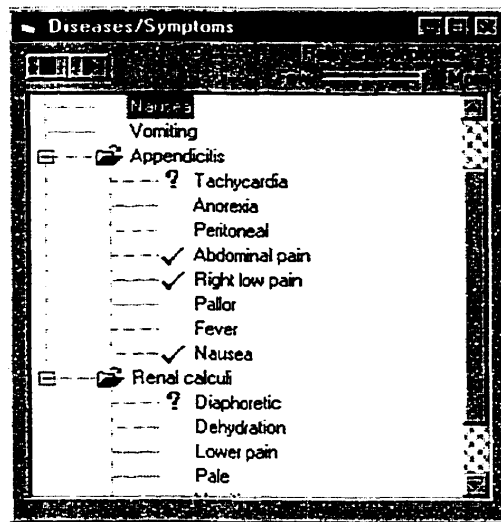 Diseases/Symptoms
Nausea
Vomiting
Appendicitis
? Tachycardia
Anorexia
Peritoneal
Abdominal pain
Right low pain
Pallor
Fever
Nausea
Renal calculi
? Diaphoretic
Dehydration
Lower pain
Pale